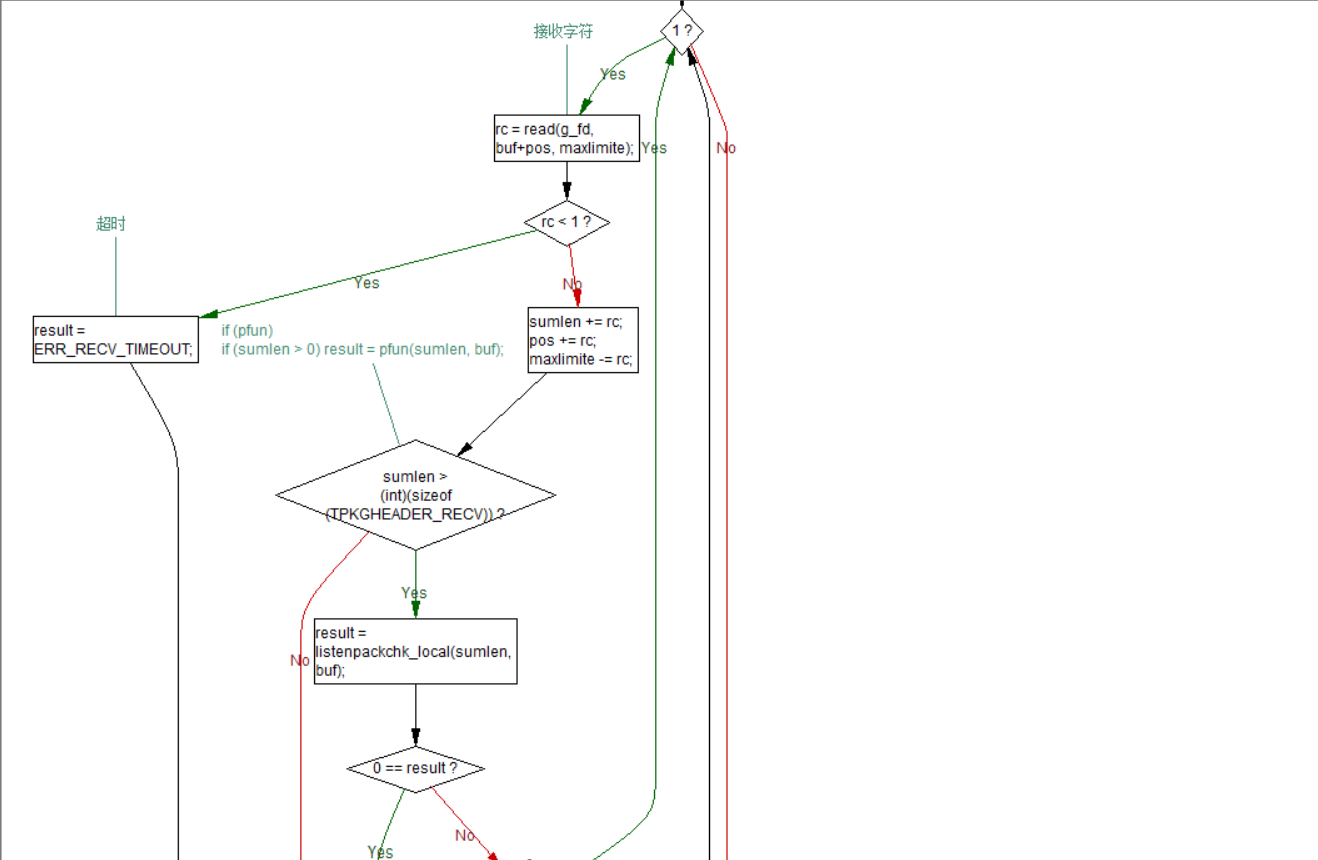 接收字符
1 ?
Yes
rc = read(g_fd,
buf+pos, maxlimite);
Yes
No
超时
rc < 1 ?
Yes
No
result =
ERR_RECV_TIMEOUT;
if (pfun)
if (sumlen > 0) result = pfun(sumlen, buf);
sumlen += rc;
pos += rc;
maxlimite -= rc;
sumlen >
(int)(sizeof
(TPKGHEADER_RECV)) ?
Yes
No
result =
listenpackchk_local(sumlen,
buf);
0 == result ?
No
Yes